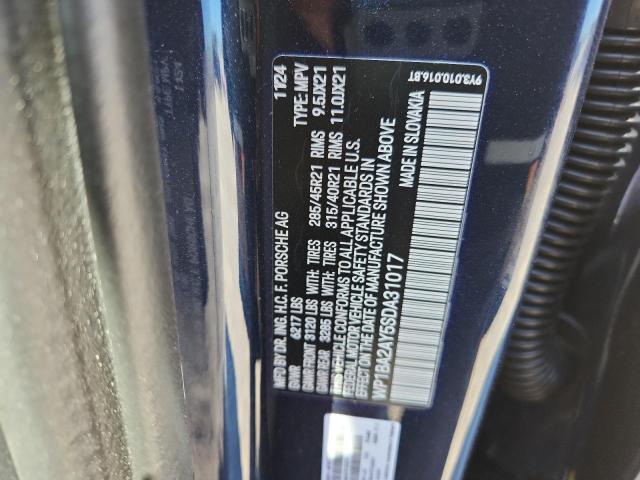 MFD BY DR. ING. H.C. F. PORSCHE AG 1124
GVWR 6217 LBS TYPE: MPV
GAWR FRONT 3120 LBS WITH: TIRES 285/45R21 RIMS 9.5JX21
GAWR REAR 3285 LBS WITH: TIRES 315/40R21 RIMS 11.0JX21
THIS VEHICLE CONFORMS TO ALL APPLICABLE U.S.
FEDERAL MOTOR VEHICLE SAFETY STANDARDS IN
EFFECT ON THE DATE OF MANUFACTURE SHOWN ABOVE
WP1BA2AY5SDA31017 MADE IN SLOVAKIA
9Y3.010.016.BT